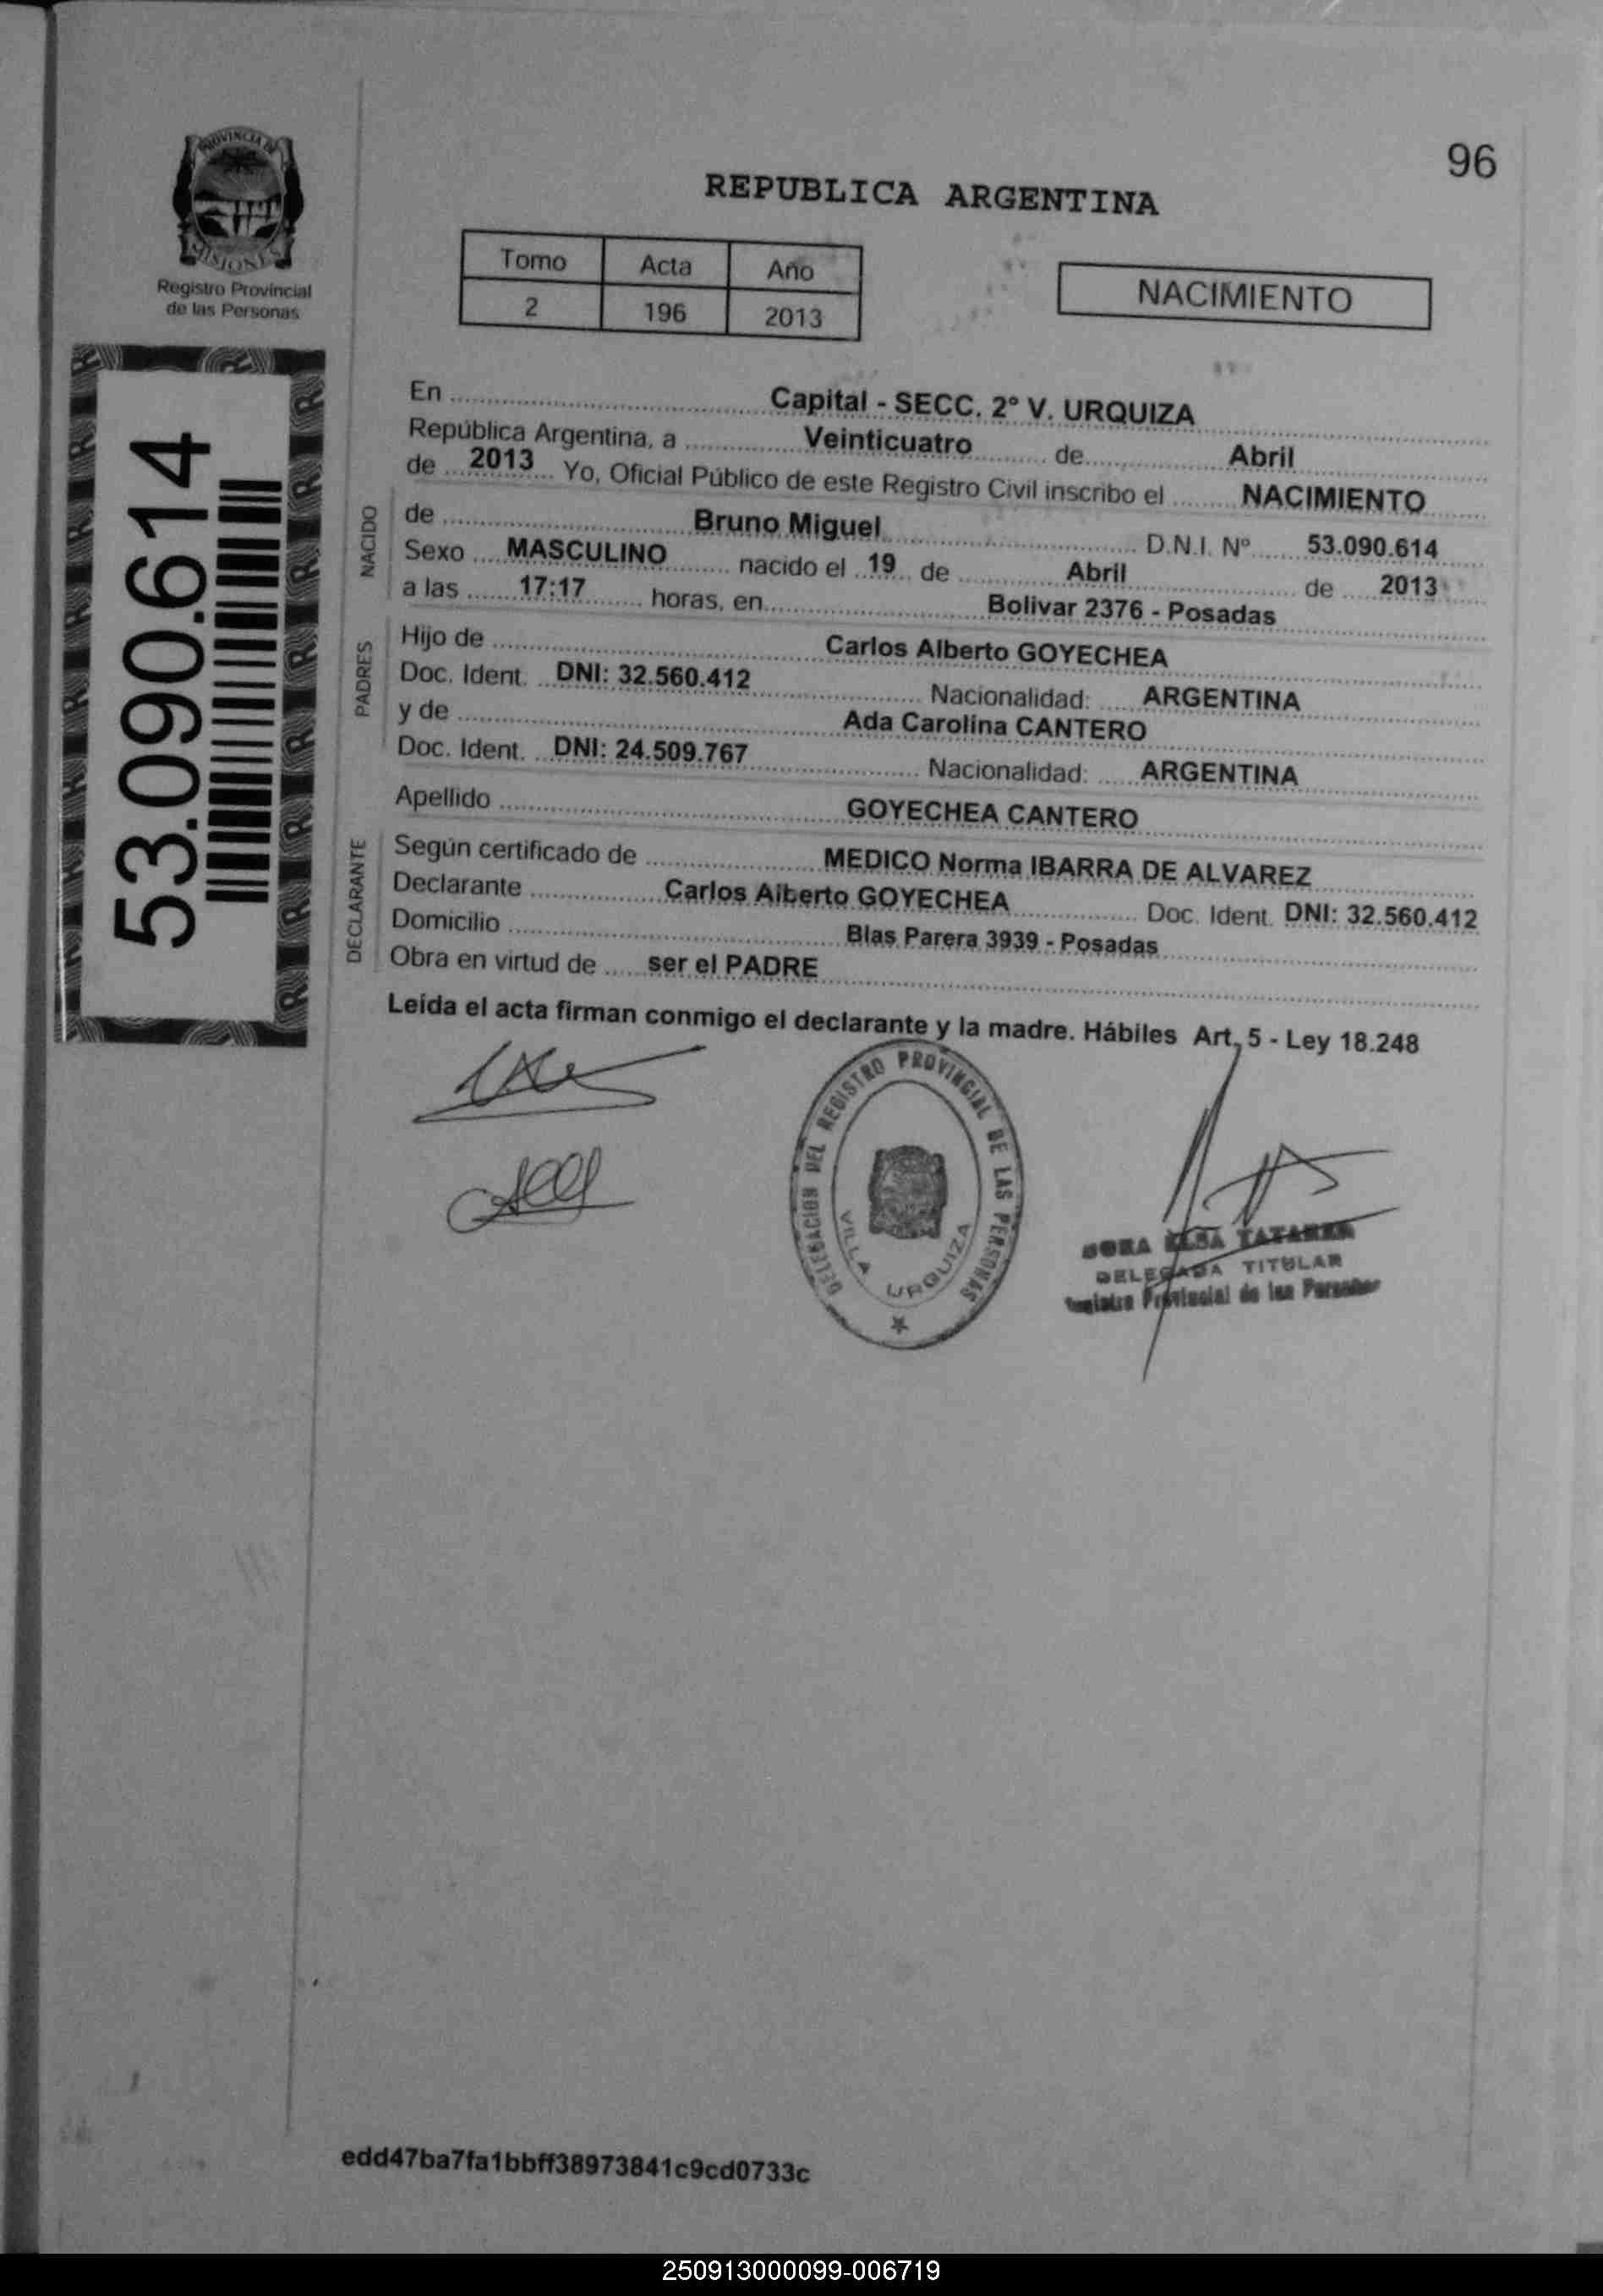 PROVINCIA DE
MISIONES
Registro Provincial
de las Personas
96
REPUBLICA ARGENTINA
Tomo Acta Año
2 196 2013
NACIMIENTO
53.090.614
En Capital - SECC. 2° V. URQUIZA
República Argentina, a Veinticuatro de Abril
de 2013 Yo, Oficial Público de este Registro Civil inscribo el NACIMIENTO
NACIDO
de Bruno Miguel D.N.I. Nº 53.090.614
Sexo MASCULINO nacido el 19 de Abril de 2013
a las 17:17 horas, en Bolivar 2376 - Posadas
PADRES
Hijo de Carlos Alberto GOYECHEA
Doc. Ident. DNI: 32.560.412 Nacionalidad: ARGENTINA
y de Ada Carolina CANTERO
Doc. Ident. DNI: 24.509.767 Nacionalidad: ARGENTINA
Apellido GOYECHEA CANTERO
DECLARANTE
Según certificado de MEDICO Norma IBARRA DE ALVAREZ
Declarante Carlos Alberto GOYECHEA Doc. Ident. DNI: 32.560.412
Domicilio Blas Parera 3939 - Posadas
Obra en virtud de ser el PADRE
Leída el acta firman conmigo el declarante y la madre. Hábiles Art. 5 - Ley 18.248
DELEGACION DEL REGISTRO PROVINCIAL DE LAS PERSONAS
VILLA URQUIZA
ELSA
DELEGADA TITULAR
Registro Provincial de las Personas
edd47ba7fa1bbff38973841c9cd0733c
250913000099-006719